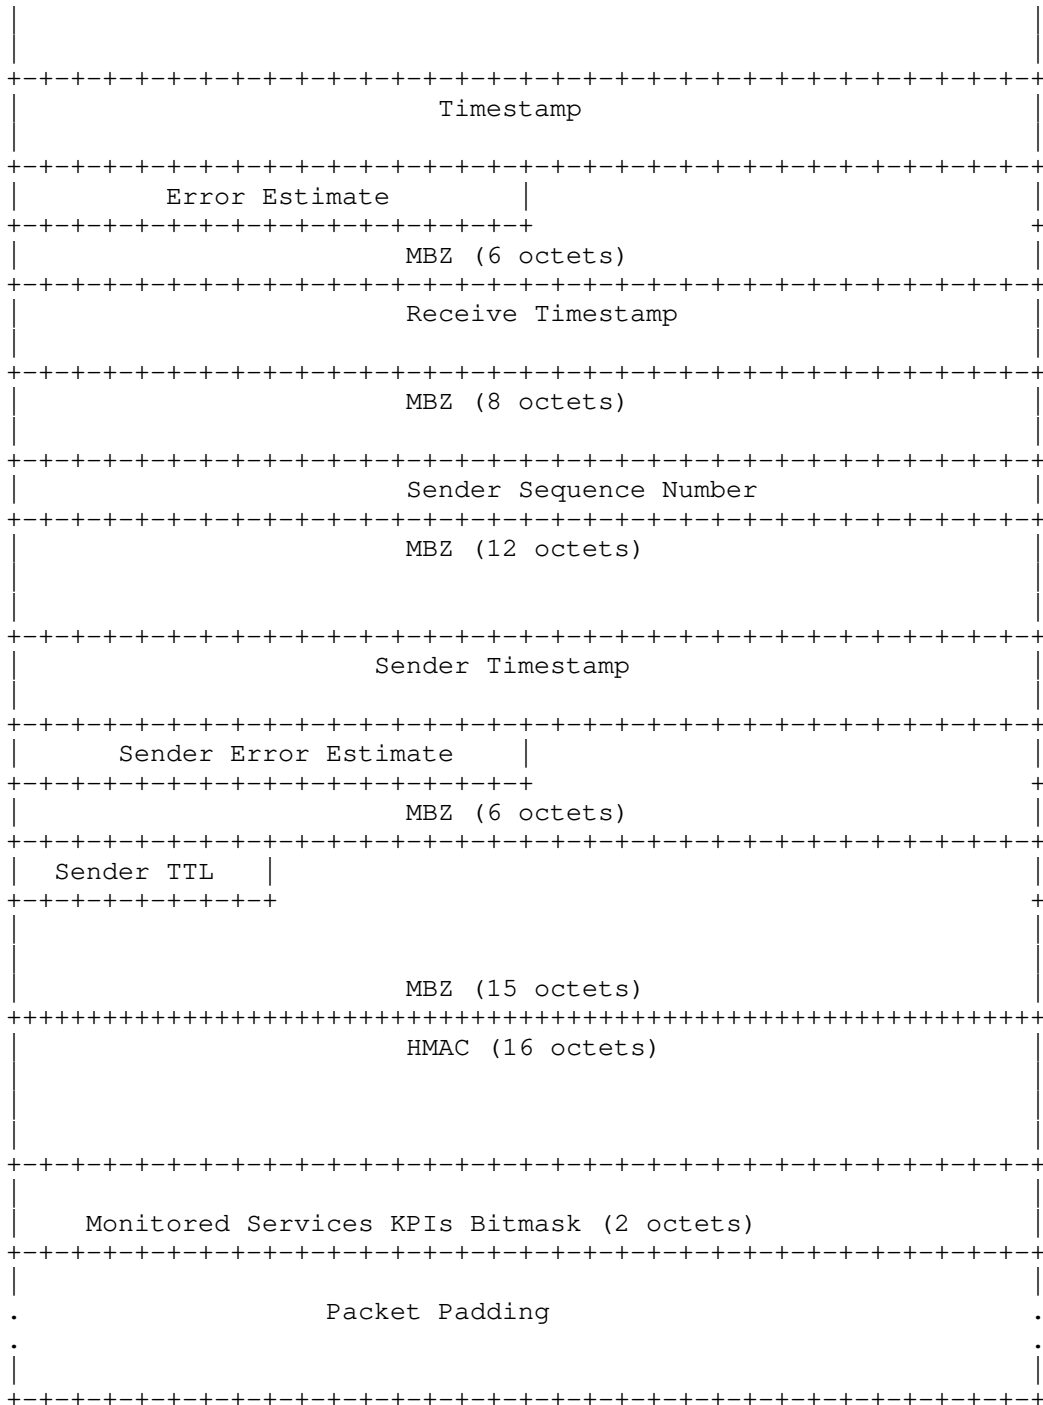 Timestamp
Error Estimate
MBZ (6 octets)
Receive Timestamp
MBZ (8 octets)
Sender Sequence Number
MBZ (12 octets)
Sender Timestamp
Sender Error Estimate
MBZ (6 octets)
Sender TTL
MBZ (15 octets)
HMAC (16 octets)
Monitored Services KPIs Bitmask (2 octets)
Packet Padding